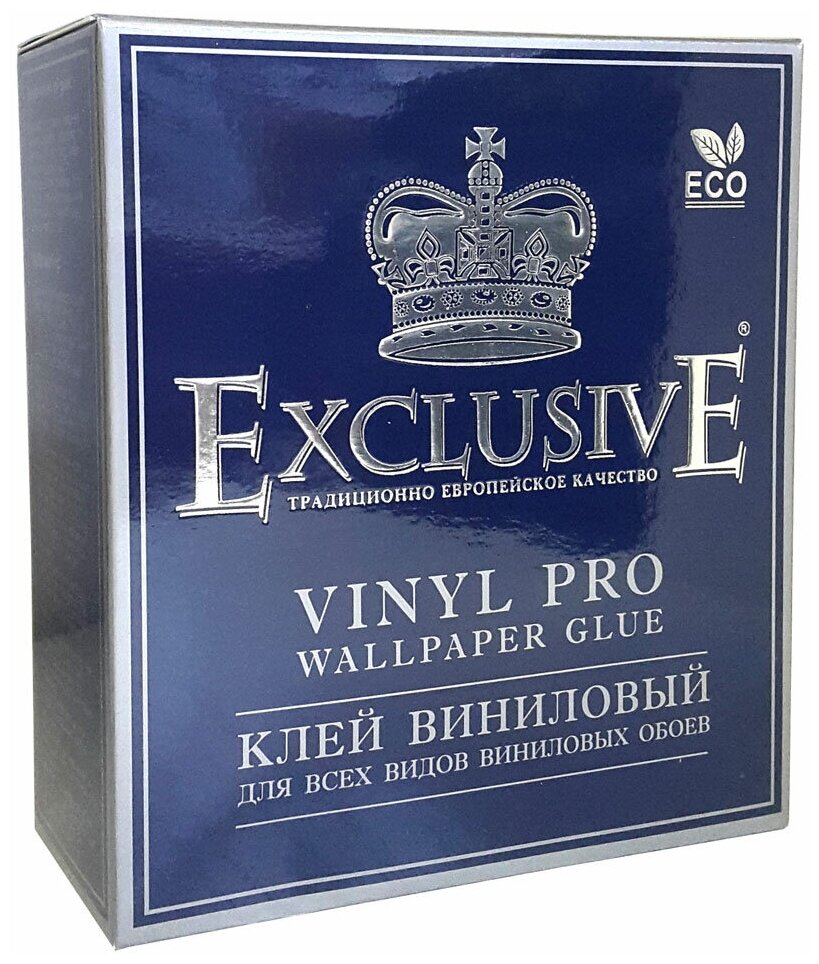 ECO
EXCLUSIVE®
ТРАДИЦИОННО ЕВРОПЕЙСКОЕ КАЧЕСТВО
VINYL PRO
WALLPAPER GLUE
КЛЕЙ ВИНИЛОВЫЙ
ДЛЯ ВСЕХ ВИДОВ ВИНИЛОВЫХ ОБОЕВ